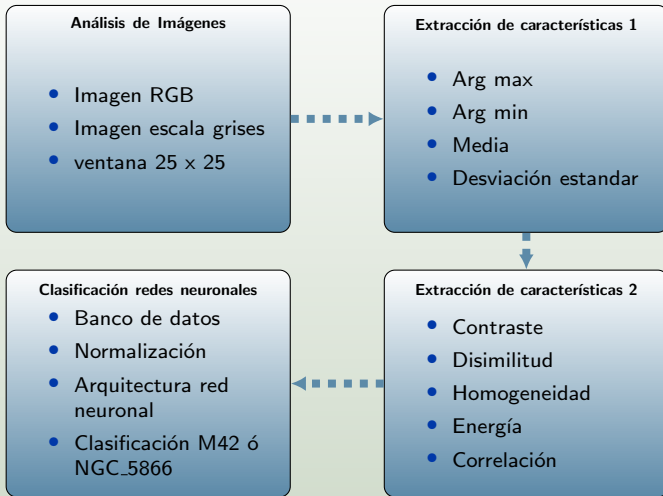 Análisis de Imágenes
Imagen RGB
Imagen escala grises
ventana 25 x 25
Extracción de características 1
Arg max
Arg min
Media
Desviación estandar
Extracción de características 2
Contraste
Disimilitud
Homogeneidad
Energía
Correlación
Clasificación redes neuronales
Banco de datos
Normalización
Arquitectura red
neuronal
Clasificación M42 ó
NGC_5866